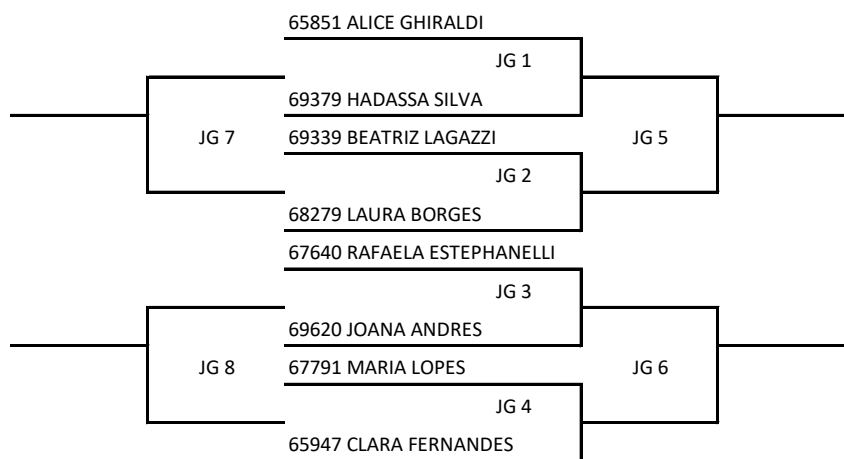 65851 ALICE GHIRALDI
JG 1
69379 HADASSA SILVA
JG 7
69339 BEATRIZ LAGAZZI
JG 5
JG 2
68279 LAURA BORGES
67640 RAFAELA ESTEPHANELLI
JG 3
69620 JOANA ANDRES
JG 8
67791 MARIA LOPES
JG 6
JG 4
65947 CLARA FERNANDES